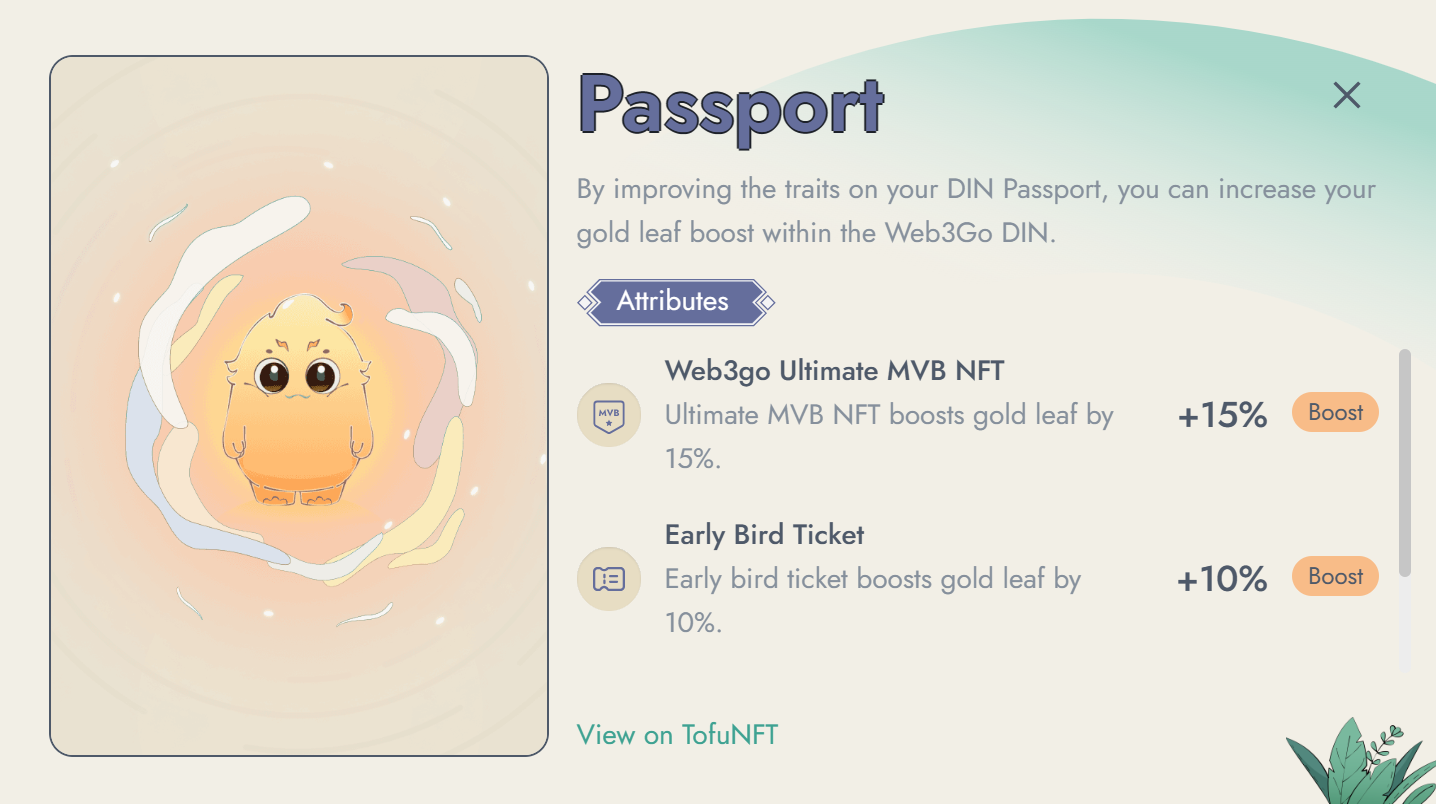 Passport
By improving the traits on your DIN Passport, you can increase your
gold leaf boost within the Web3Go DIN.
Attributes
Web3go Ultimate MVB NFT
MVB
Ultimate MVB NFT boosts gold leaf by
15%.
+15%
Boost
Early Bird Ticket
Early bird ticket boosts gold leaf by
10%.
+10%
Boost
View on TofuNFT